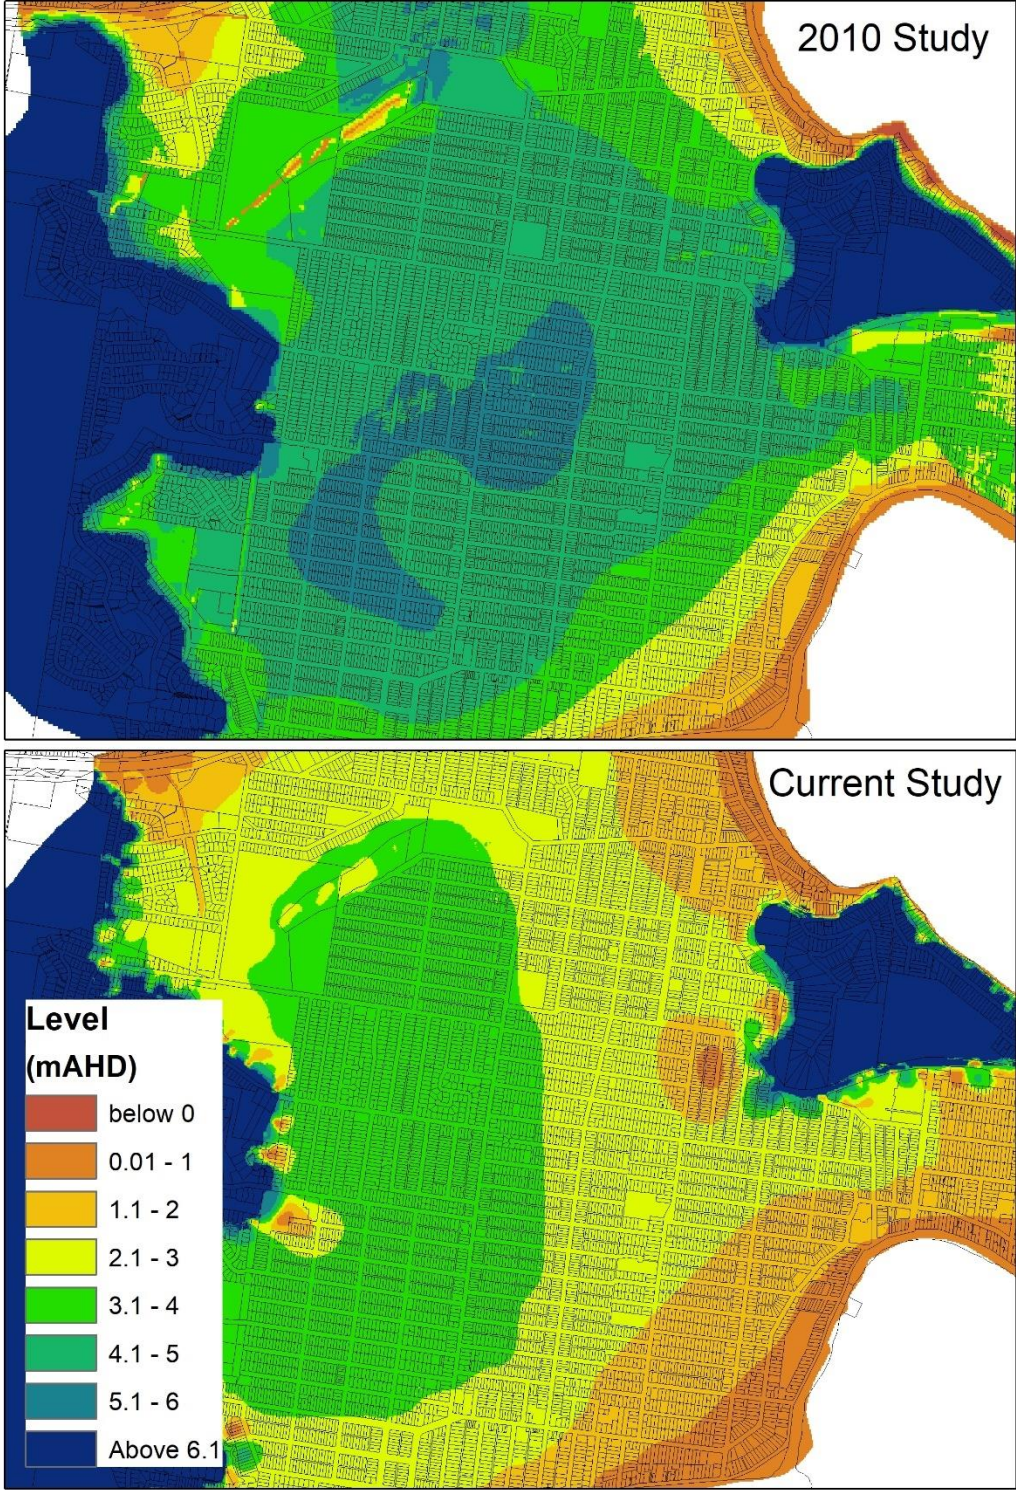 2010 Study
Current Study
Level
(mAHD)
below 0
0.01 - 1
1.1 - 2
2.1 - 3
3.1 - 4
4.1 - 5
5.1 - 6
Above 6.1